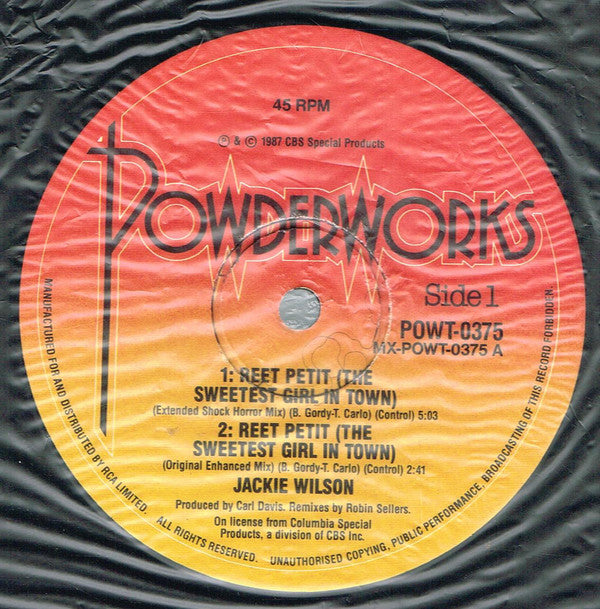 45 RPM
℗ & © 1987 CBS Special Products
POWDERWORKS
Side 1
POWT-0375
MX-POWT-0375 A
1: REET PETIT (THE
SWEETEST GIRL IN TOWN)
(Extended Shock Horror Mix) (B. Gordy-T. Carlo) (Control) 5:03
2: REET PETIT (THE
SWEETEST GIRL IN TOWN)
(Original Enhanced Mix) (B. Gordy-T. Carlo) (Control) 2:41
JACKIE WILSON
Produced by Carl Davis. Remixes by Robin Sellers.
On license from Columbia Special
Products, a division of CBS Inc.
MANUFACTURED FOR AND DISTRIBUTED BY RCA LIMITED. ALL RIGHTS RESERVED. UNAUTHORISED COPYING, PUBLIC PERFORMANCE, BROADCASTING OF THIS RECORD FORBIDDEN.